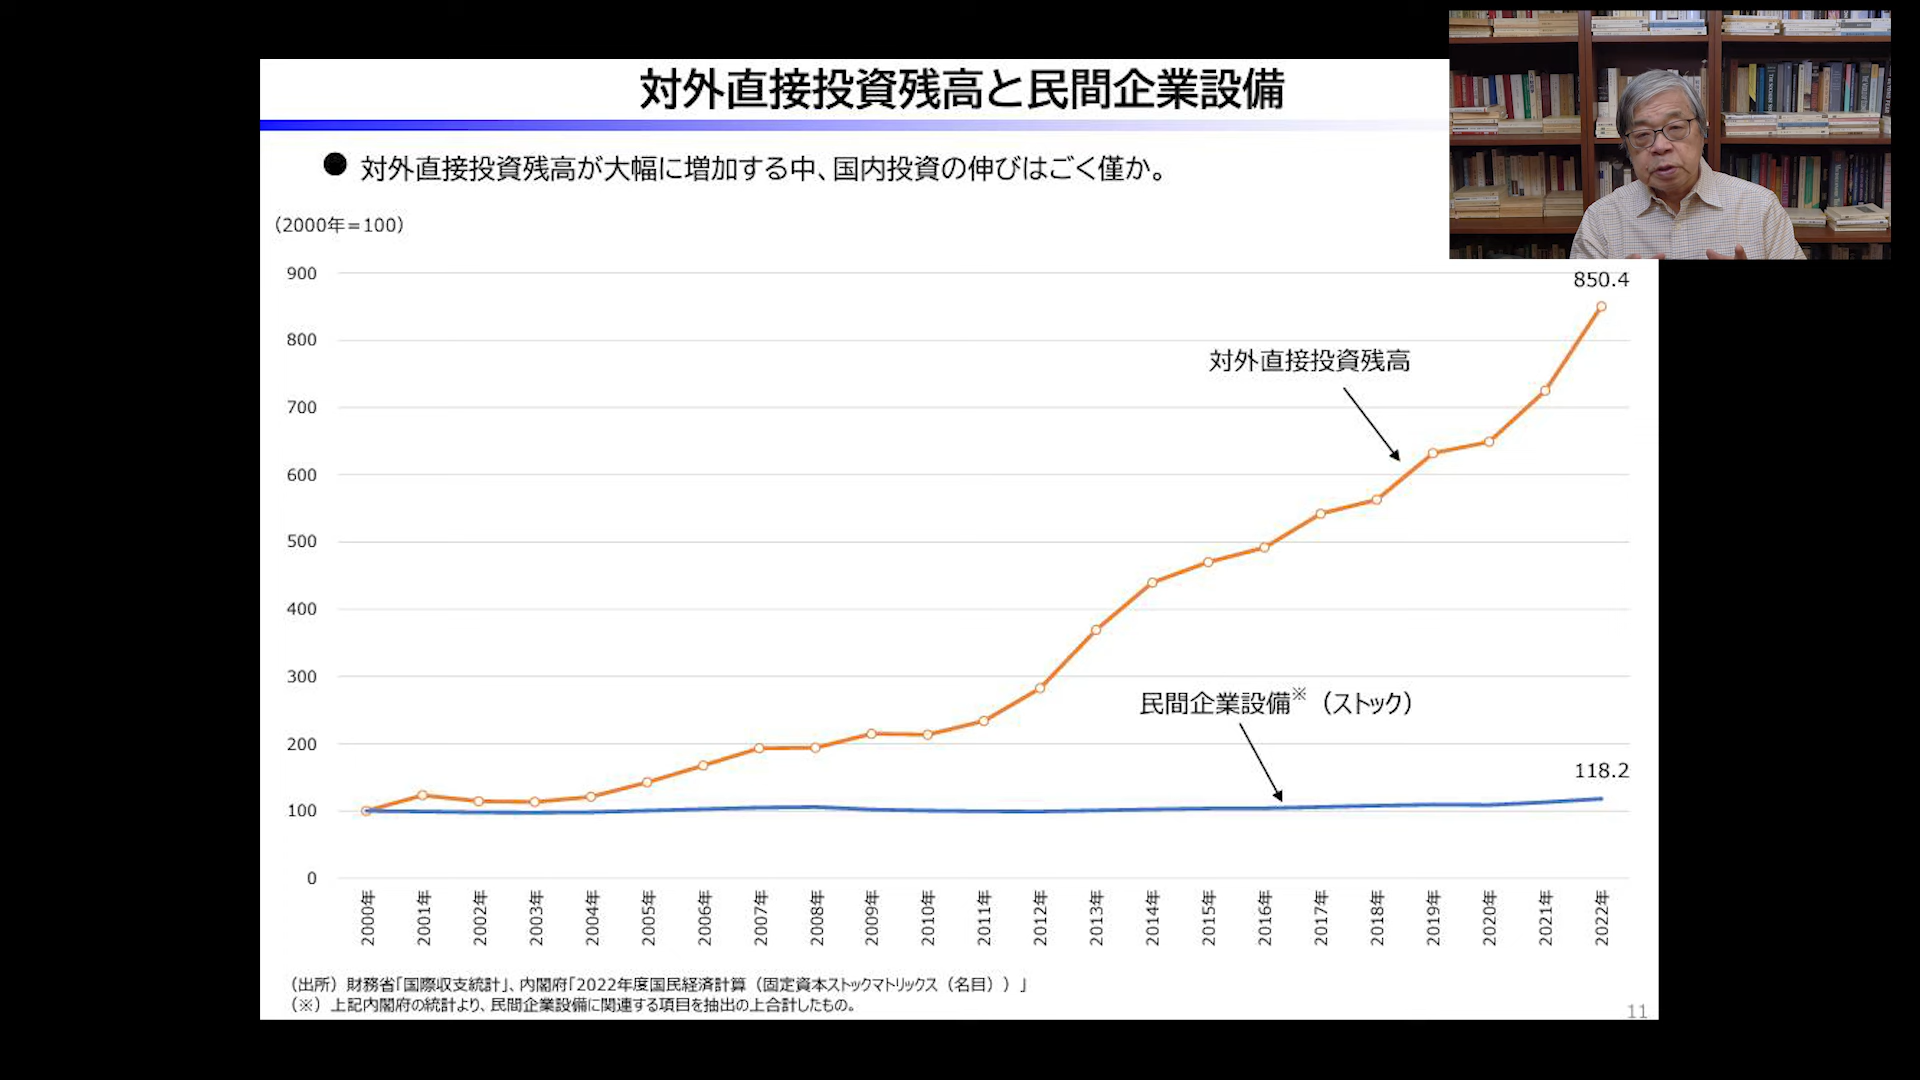 対外直接投資残高と民間企業設備
● 対外直接投資残高が大幅に増加する中、国内投資の伸びはごく僅か。
（2000年＝100）
900
800
700
600
500
400
300
200
100
0
850.4
対外直接投資残高
民間企業設備※（ストック）
118.2
2000年 2001年 2002年 2003年 2004年 2005年 2006年 2007年 2008年 2009年 2010年 2011年 2012年 2013年 2014年 2015年 2016年 2017年 2018年 2019年 2020年 2021年 2022年
（出所）財務省「国際収支統計」、内閣府「2022年度国民経済計算（固定資本ストックマトリックス（名目））」
（※）上記内閣府の統計より、民間企業設備に関連する項目を抽出の上合計したもの。
11